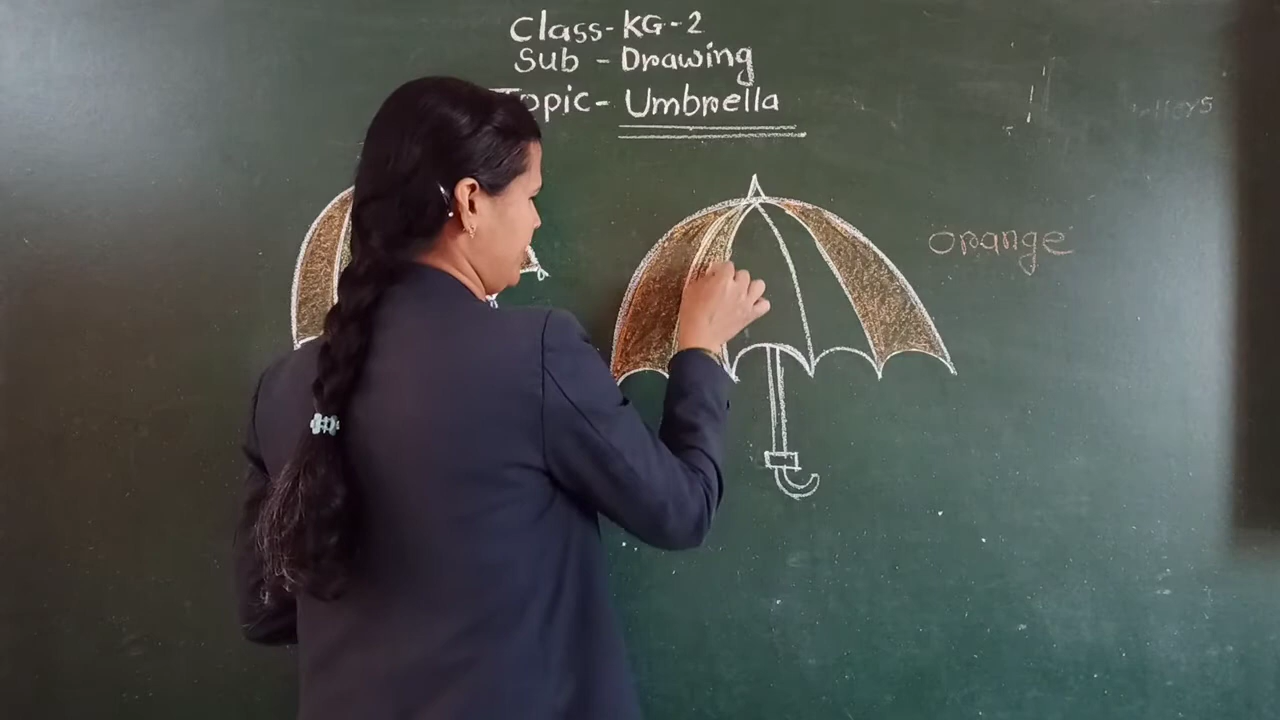 Class- KG-2
Sub - Drawing
Topic- Umbrella
orange